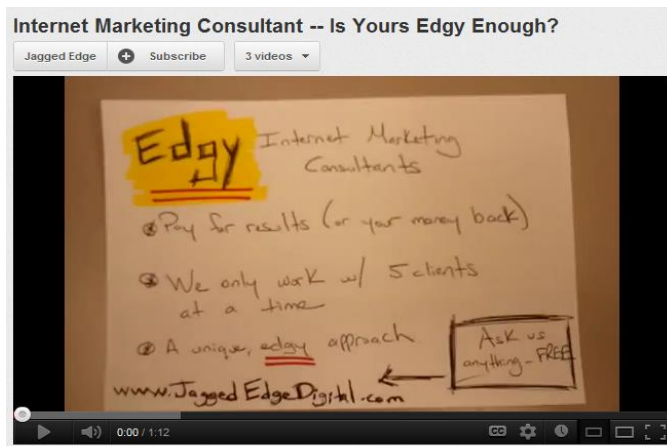 Internet Marketing Consultant -- Is Yours Edgy Enough?
Jagged Edge Subscribe 3 videos
Edgy Internet Marketing
Consultants
Pay for results (or your money back)
We only work w/ 5 clients
at a time
A unique, edgy approach
Ask us
anything - FREE
www.JaggedEdgeDigital.com
0:00 / 1:12
CC